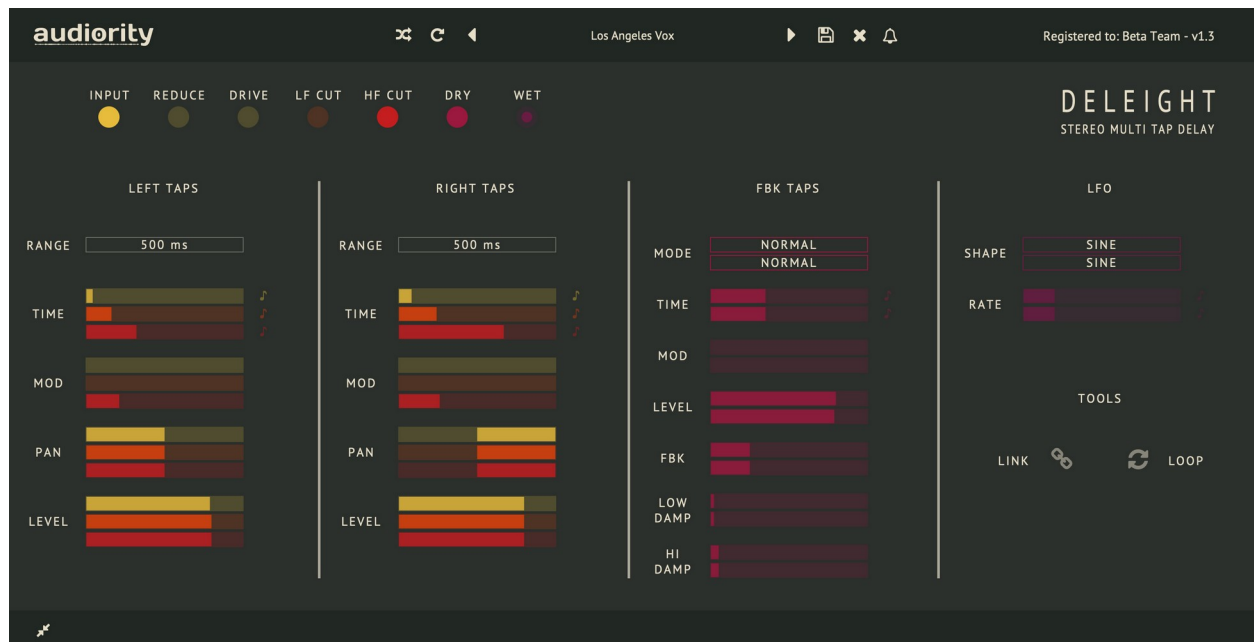 audiority
Los Angeles Vox
Registered to: Beta Team - v1.3
INPUT REDUCE DRIVE LF CUT HF CUT DRY WET
DELEIGHT
STEREO MULTI TAP DELAY
LEFT TAPS
RANGE 500 ms
TIME
MOD
PAN
LEVEL
RIGHT TAPS
RANGE 500 ms
TIME
MOD
PAN
LEVEL
FBK TAPS
MODE NORMAL
NORMAL
TIME
MOD
LEVEL
FBK
LOW
DAMP
HI
DAMP
LFO
SHAPE SINE
SINE
RATE
TOOLS
LINK LOOP